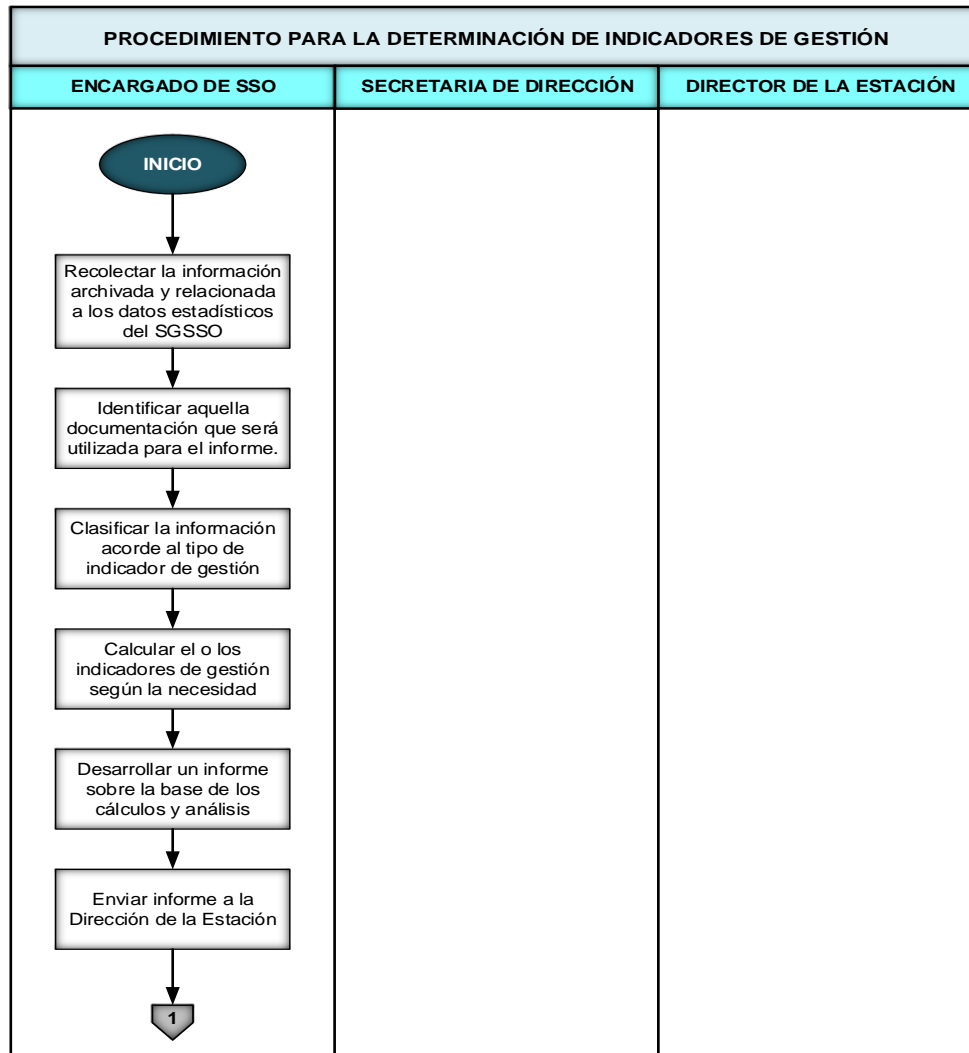 PROCEDIMIENTO PARA LA DETERMINACIÓN DE INDICADORES DE GESTIÓN
ENCARGADO DE SSO
SECRETARIA DE DIRECCIÓN
DIRECTOR DE LA ESTACIÓN
INICIO
Recolectar la información
archivada y relacionada
a los datos estadísticos
del SGSSO
Identificar aquella
documentación que será
utilizada para el informe.
Clasificar la información
acorde al tipo de
indicador de gestión
Calcular el o los
indicadores de gestión
según la necesidad
Desarrollar un informe
sobre la base de los
cálculos y análisis
Enviar informe a la
Dirección de la Estación
1